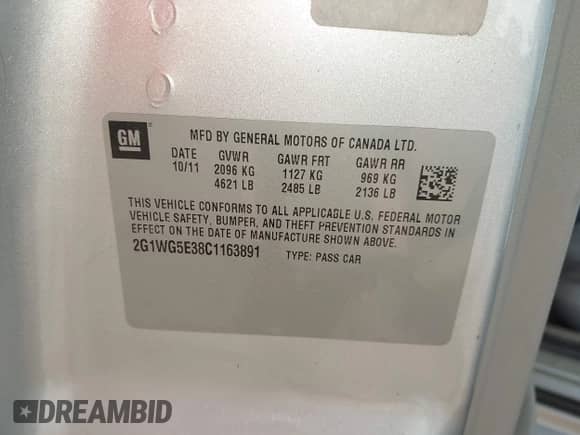 GM
MFD BY GENERAL MOTORS OF CANADA LTD.
DATE GVWR GAWR FRT GAWR RR
10/11 2096 KG 1127 KG 969 KG
4621 LB 2485 LB 2136 LB
THIS VEHICLE CONFORMS TO ALL APPLICABLE U.S. FEDERAL MOTOR
VEHICLE SAFETY, BUMPER, AND THEFT PREVENTION STANDARDS IN
EFFECT ON THE DATE OF MANUFACTURE SHOWN ABOVE.
2G1WG5E38C1163891 TYPE: PASS CAR
DREAMBID